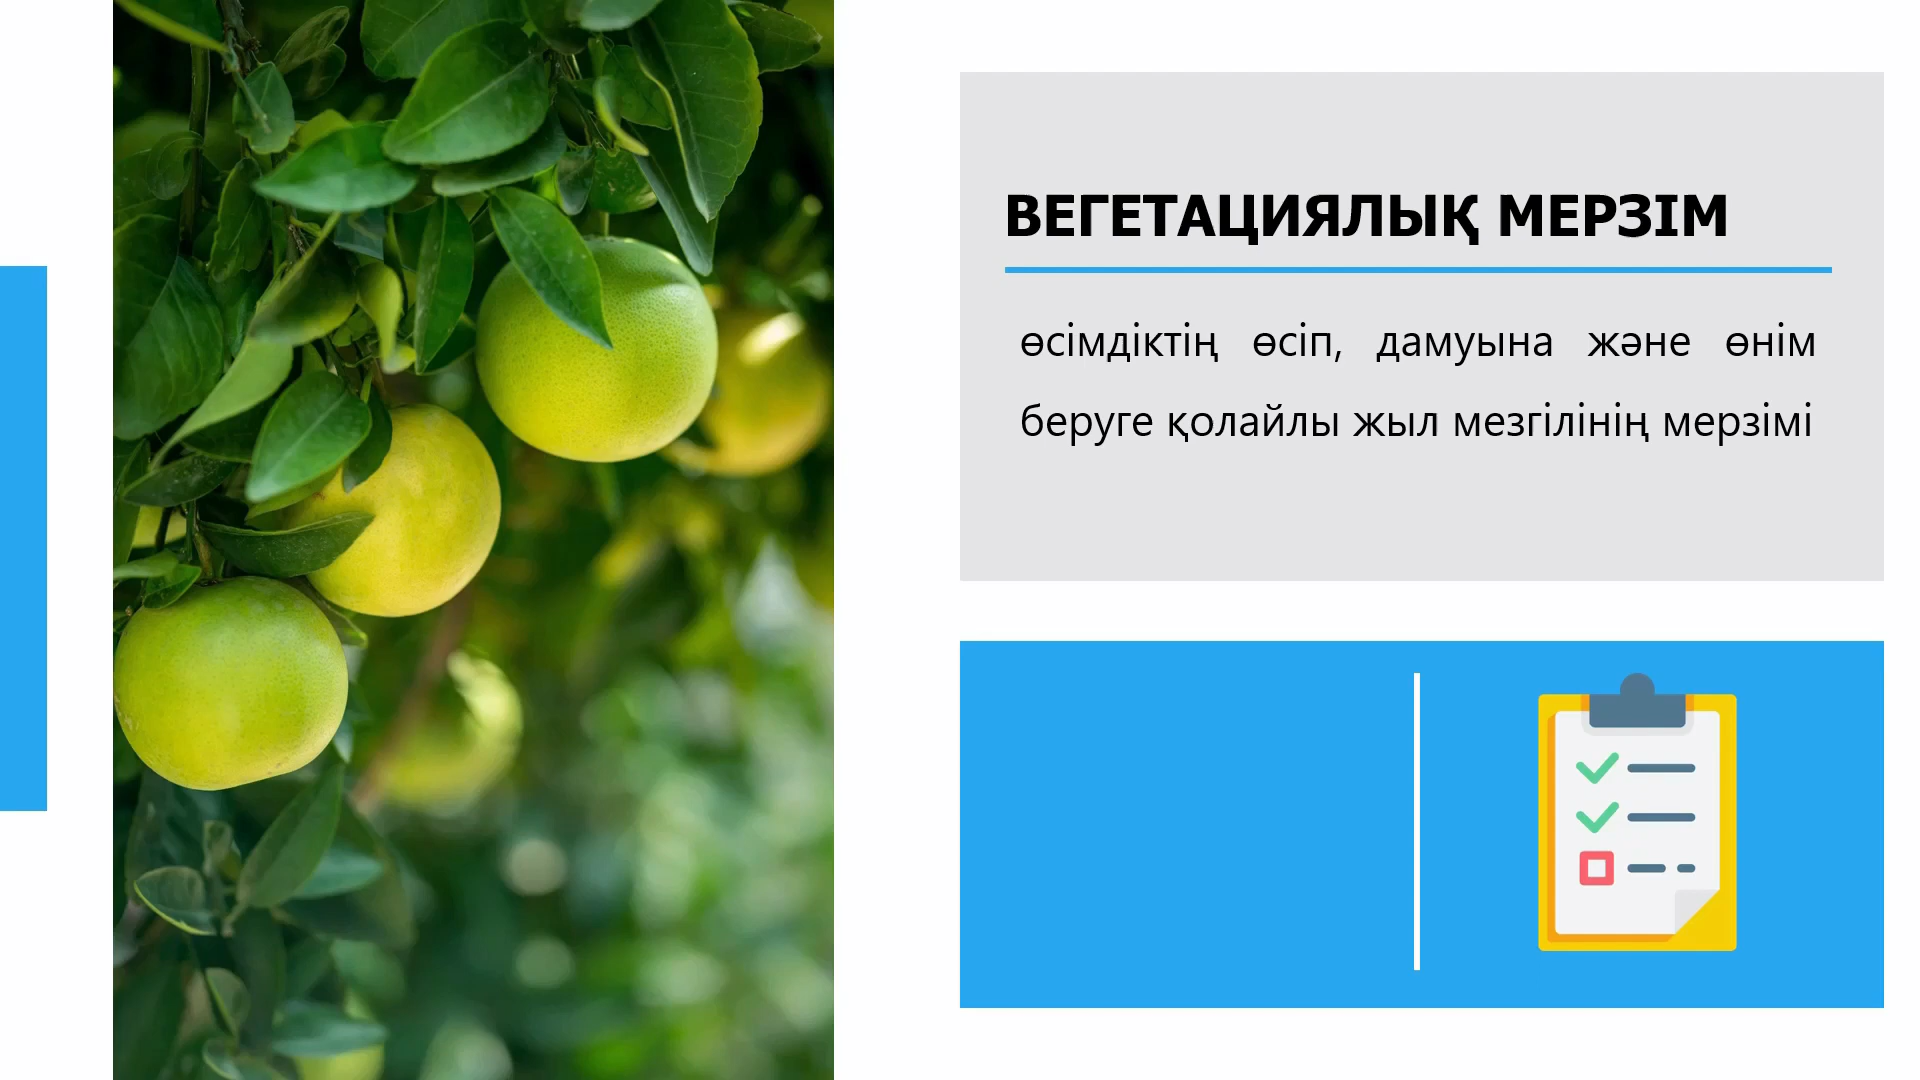 ВЕГЕТАЦИЯЛЫҚ МЕРЗІМ
өсімдіктің өсіп, дамуына және өнім
беруге қолайлы жыл мезгілінің мерзімі